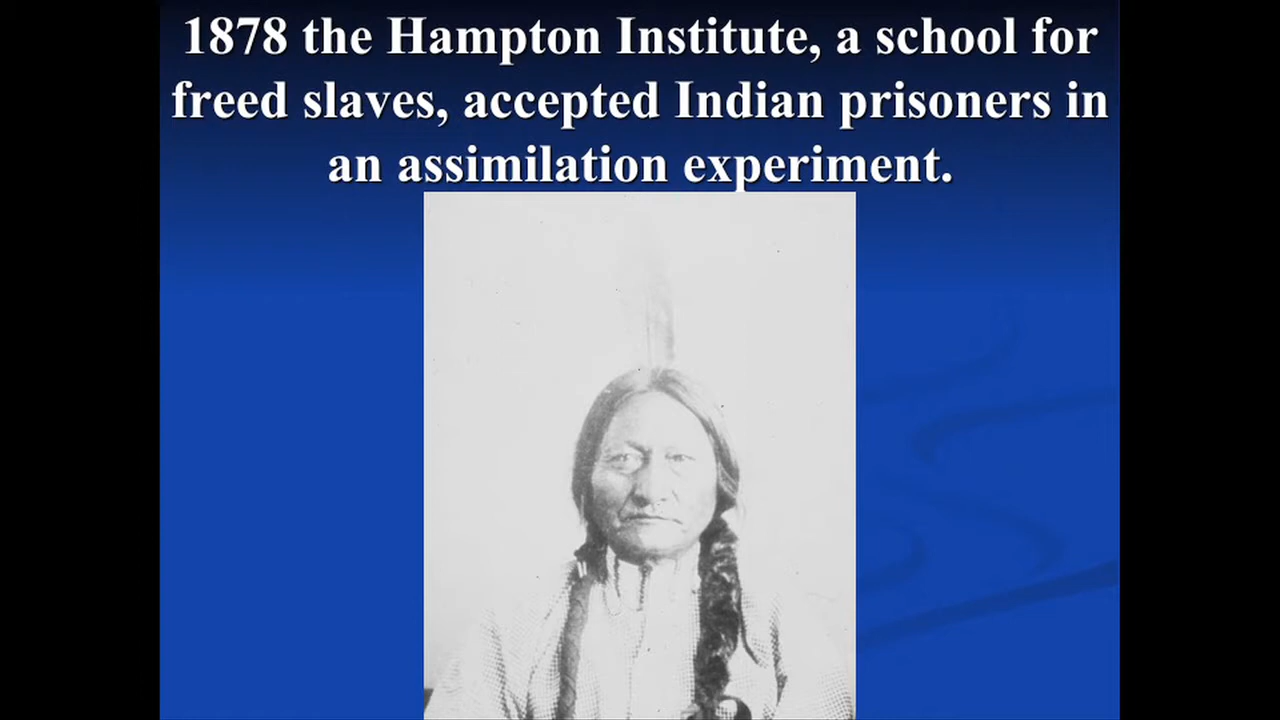 1878 the Hampton Institute, a school for
freed slaves, accepted Indian prisoners in
an assimilation experiment.